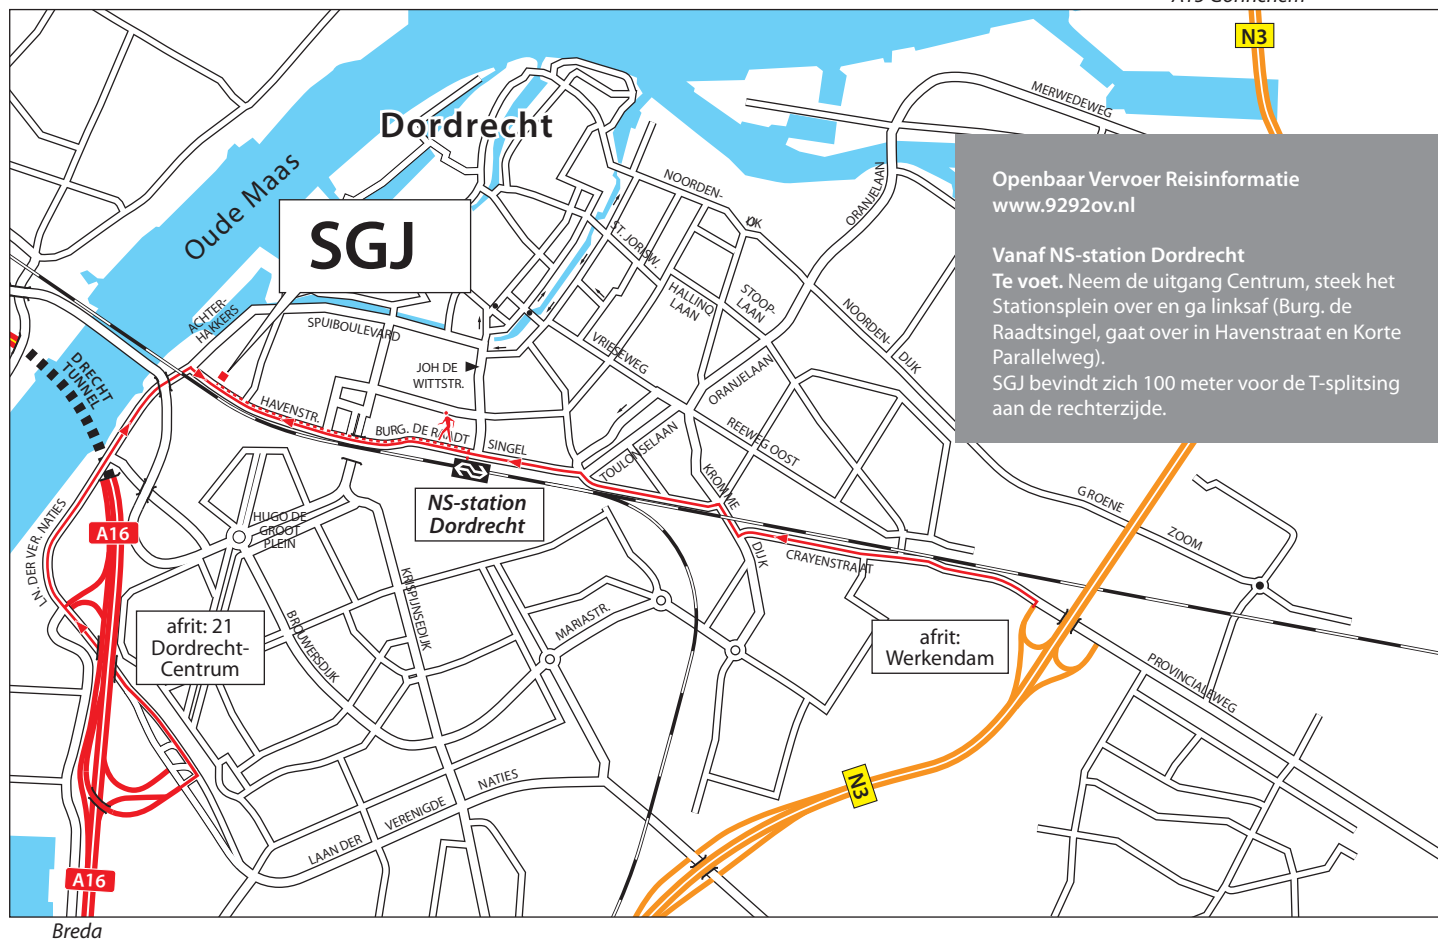 A15 Gorinchem
N3
MERWEDEWEG
Dordrecht
Oude Maas
SGJ
NOORDEN-
DIJK
ORANJELAAN
ST. JORISW.
HALLINQ
LAAN
STOOP-
LAAN
NOORDEN-
DIJK
ACHTER-
HAKKERS
SPUIBOULEVARD
VRIESEWEG
JOH DE
WITTSTR.
DRECHT
TUNNEL
ORANJELAAN
HAVENSTR.
BURG. DE RAADT
SINGEL
REEWEG OOST
TOULONSELAAN
KROMME
DIJK
NS-station
Dordrecht
CRAYENSTRAAT
GROENE
ZOOM
Openbaar Vervoer Reisinformatie
www.9292ov.nl
Vanaf NS-station Dordrecht
Te voet. Neem de uitgang Centrum, steek het
Stationsplein over en ga linksaf (Burg. de
Raadtsingel, gaat over in Havenstraat en Korte
Parallelweg).
SGJ bevindt zich 100 meter voor de T-splitsing
aan de rechterzijde.
LN. DER VER. NATIES
A16
HUGO DE
GROOT
PLEIN
KRISPIJNSEDIJK
BROUWERSDIJK
MARIASTR.
afrit: 21
Dordrecht-
Centrum
afrit:
Werkendam
PROVINCIALEWEG
N3
LAAN DER
VERENIGDE
NATIES
A16
Breda